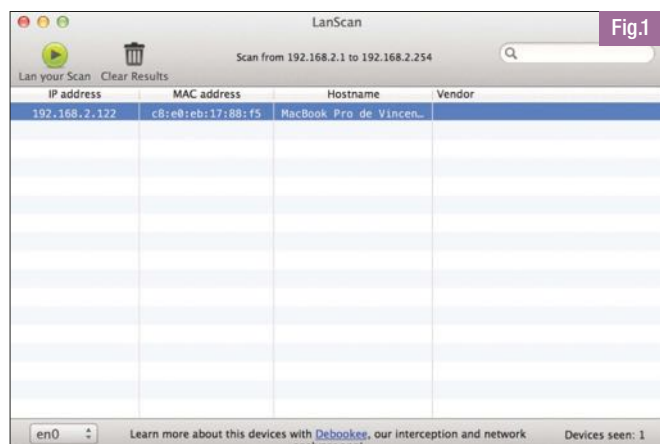 LanScan
Fig.1
Scan from 192.168.2.1 to 192.168.2.254
Lan your Scan Clear Results
IP address MAC address Hostname Vendor
192.168.2.122 c8:e0:eb:17:88:f5 MacBook Pro de Vincen…
en0 Learn more about this devices with Debookee, our interception and network Devices seen: 1